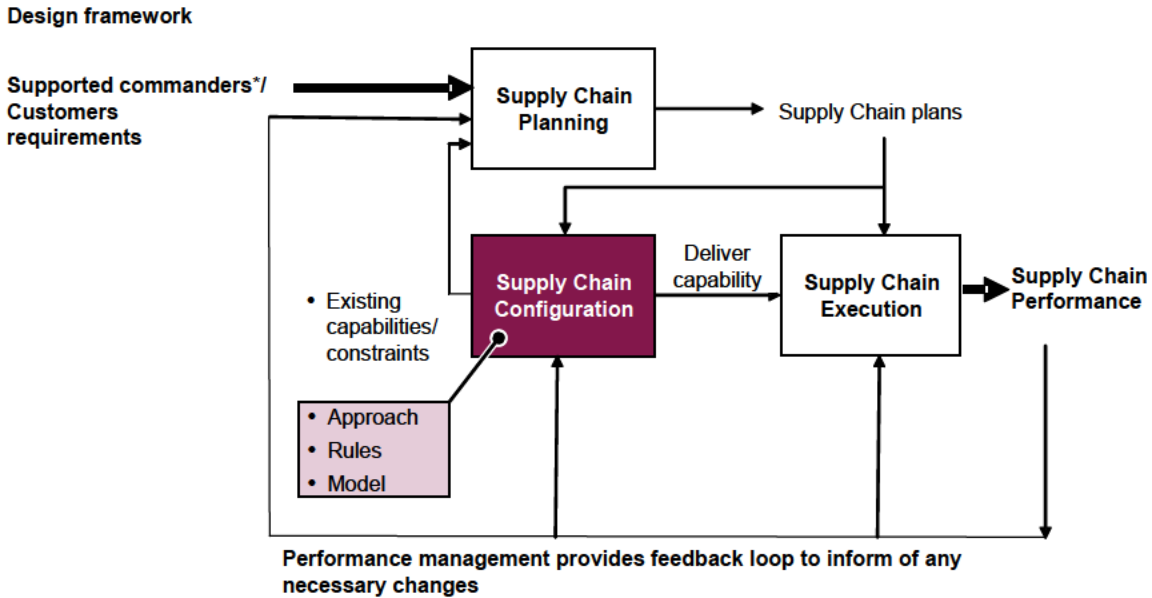 Design framework
Supported commanders*/
Customers
requirements
Supply Chain
Planning
Supply Chain plans
Supply Chain
Configuration
Deliver
capability
Supply Chain
Execution
Supply Chain
Performance
• Existing
capabilities/
constraints
• Approach
• Rules
• Model
Performance management provides feedback loop to inform of any
necessary changes